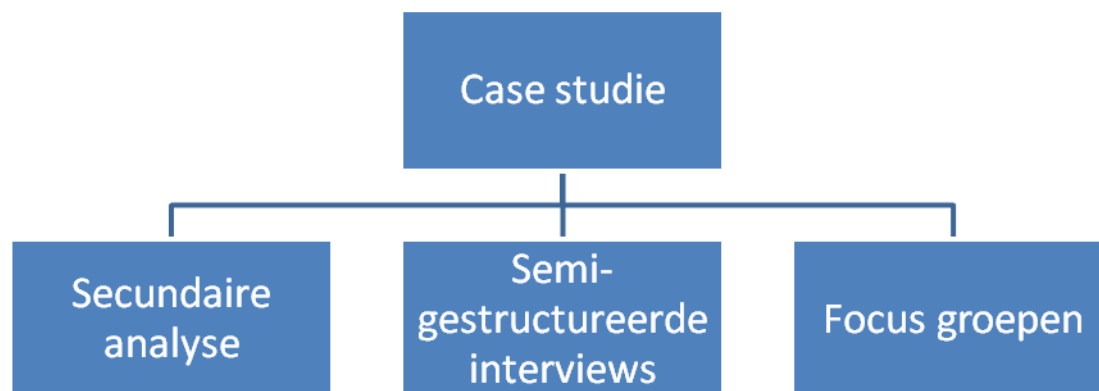 Case studie
Secundaire
analyse
Semi-
gestructureerde
interviews
Focus groepen